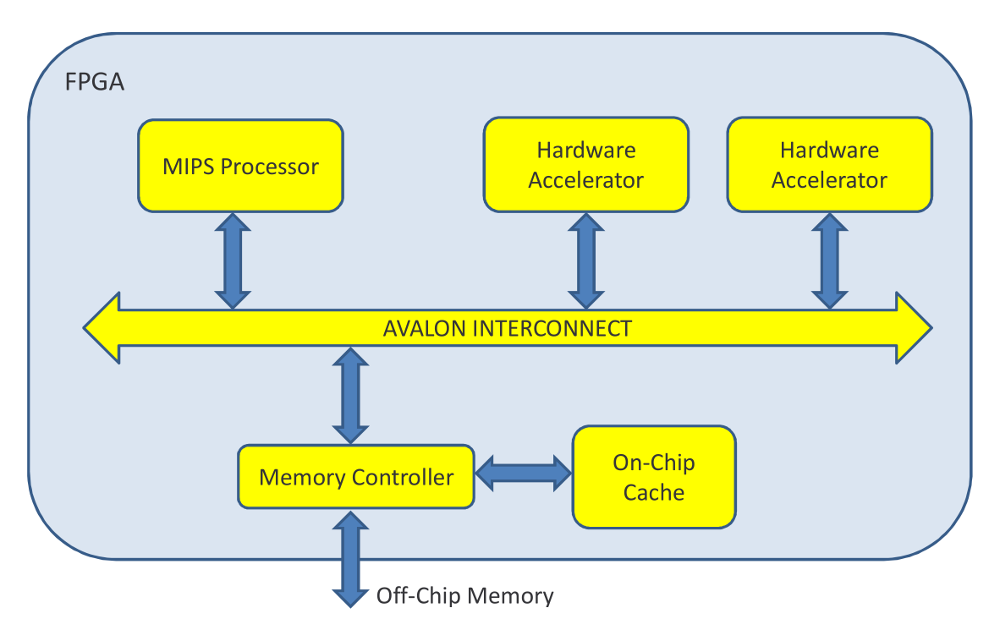 FPGA
MIPS Processor
Hardware
Accelerator
Hardware
Accelerator
AVALON INTERCONNECT
Memory Controller
On-Chip
Cache
Off-Chip Memory